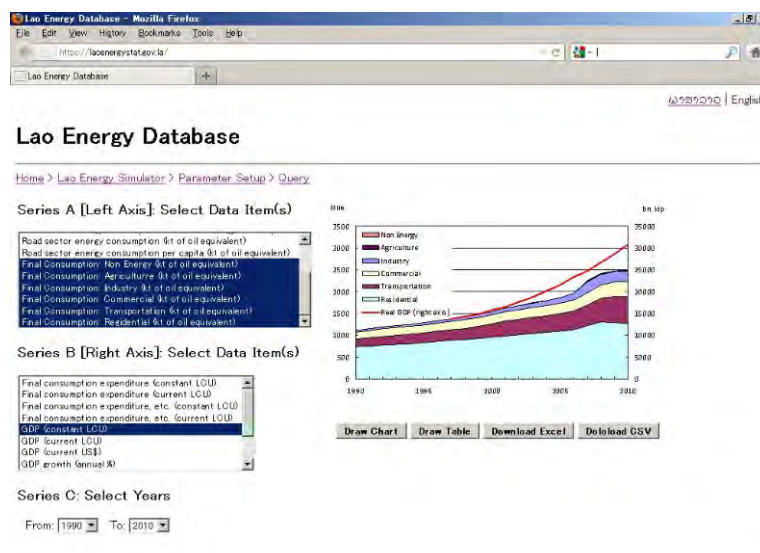 Lao Energy Database - Mozilla Firefox
File Edit View History Bookmarks Tools Help
http://laoenergystat.gov.la/
Lao Energy Database
ພາສາລາວ | English
Lao Energy Database
Home > Lao Energy Simulator > Parameter Setup > Query
Series A [Left Axis]: Select Data Item(s)
Road sector energy consumption (kt of oil equivalent)
Road sector energy consumption per capita (kt of oil equivalent)
Final Consumption: Non Energy (kt of oil equivalent)
Final Consumption: Agriculturre (kt of oil equivalent)
Final Consumption: Industry (kt of oil equivalent)
Final Consumption: Commercial (kt of oil equivalent)
Final Consumption: Transportation (kt of oil equivalent)
Final Consumption: Residential (kt of oil equivalent)
Series B [Right Axis]: Select Data Item(s)
Final consumption expenditure (constant LCU)
Final consumption expenditure (current LCU)
Final consumption expenditure, etc. (constant LCU)
Final consumption expenditure, etc. (current LCU)
GDP (constant LCU)
GDP (current LCU)
GDP (current US$)
GDP growth (annual %)
Series C: Select Years
From: 1990 To: 2010
bn. kip
3500
3000
2500
2000
1500
1000
500
0
Non Energy
Agriculture
Industry
Commercial
Transportation
Residential
Real GDP (right axis)
35000
30000
25000
20000
15000
10000
5000
0
1990 1995 2000 2005 2010
Draw Chart Draw Table Download Excel Doloload CSV